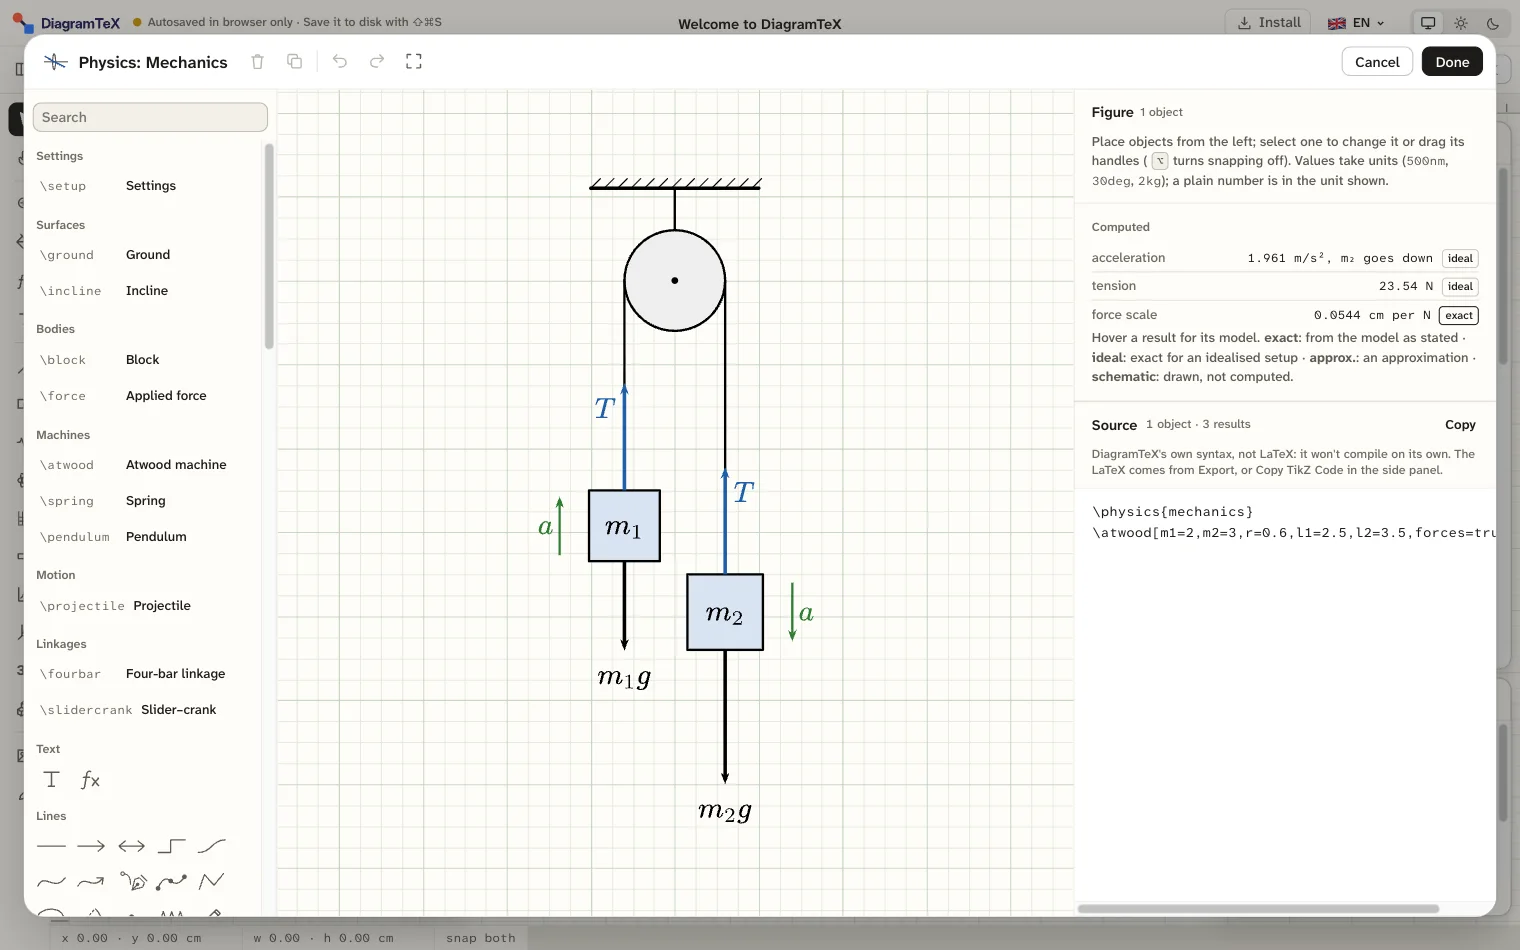 DiagramTeX
Autosaved in browser only · Save it to disk with ⇧⌘S
Welcome to DiagramTeX
Install
EN
Physics: Mechanics
Cancel
Done
Search
Settings
\setup Settings
Surfaces
\ground Ground
\incline Incline
Bodies
\block Block
\force Applied force
Machines
\atwood Atwood machine
\spring Spring
\pendulum Pendulum
Motion
\projectile Projectile
Linkages
\fourbar Four-bar linkage
\slidercrank Slider-crank
Text
T fx
Lines
T
T
a
m₁
m₂
a
m₁g
m₂g
Figure 1 object
Place objects from the left; select one to change it or drag its
handles ( ⌥ turns snapping off). Values take units (500nm,
30deg, 2kg); a plain number is in the unit shown.
Computed
acceleration 1.961 m/s², m₂ goes down ideal
tension 23.54 N ideal
force scale 0.0544 cm per N exact
Hover a result for its model. exact: from the model as stated ·
ideal: exact for an idealised setup · approx.: an approximation ·
schematic: drawn, not computed.
Source 1 object · 3 results Copy
DiagramTeX's own syntax, not LaTeX: it won't compile on its own. The
LaTeX comes from Export, or Copy TikZ Code in the side panel.
\physics{mechanics}
\atwood[m1=2,m2=3,r=0.6,l1=2.5,l2=3.5,forces=tru
x 0.00 · y 0.00 cm
w 0.00 · h 0.00 cm
snap both